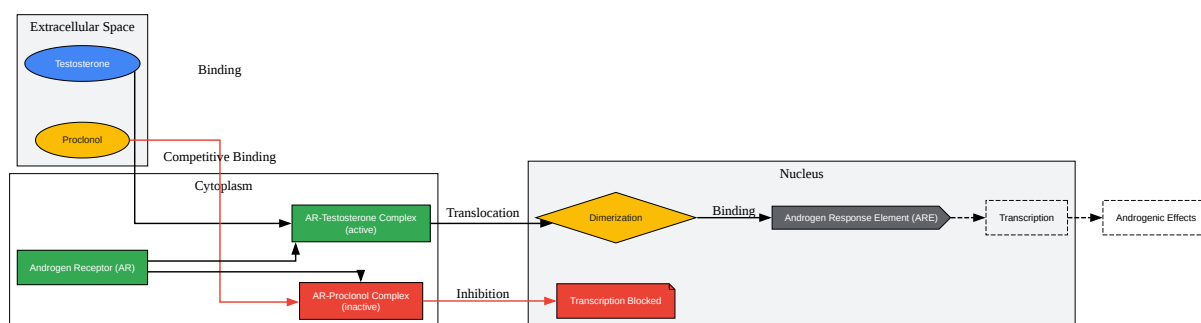 Extracellular Space
Testosterone
Binding
Proclonol
Competitive Binding
Cytoplasm
Nucleus
AR-Testosterone Complex
(active)
Translocation
Dimerization
Binding
Androgen Response Element (ARE)
Transcription
Androgenic Effects
Androgen Receptor (AR)
AR-Proclonol Complex
(inactive)
Inhibition
Transcription Blocked